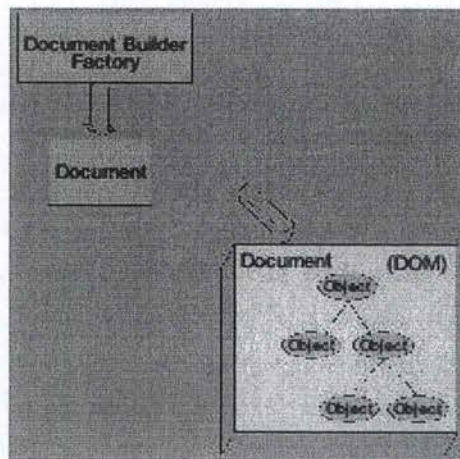 Document Builder
Factory
Document
Document (DOM)
Object
Object Object
Object Object